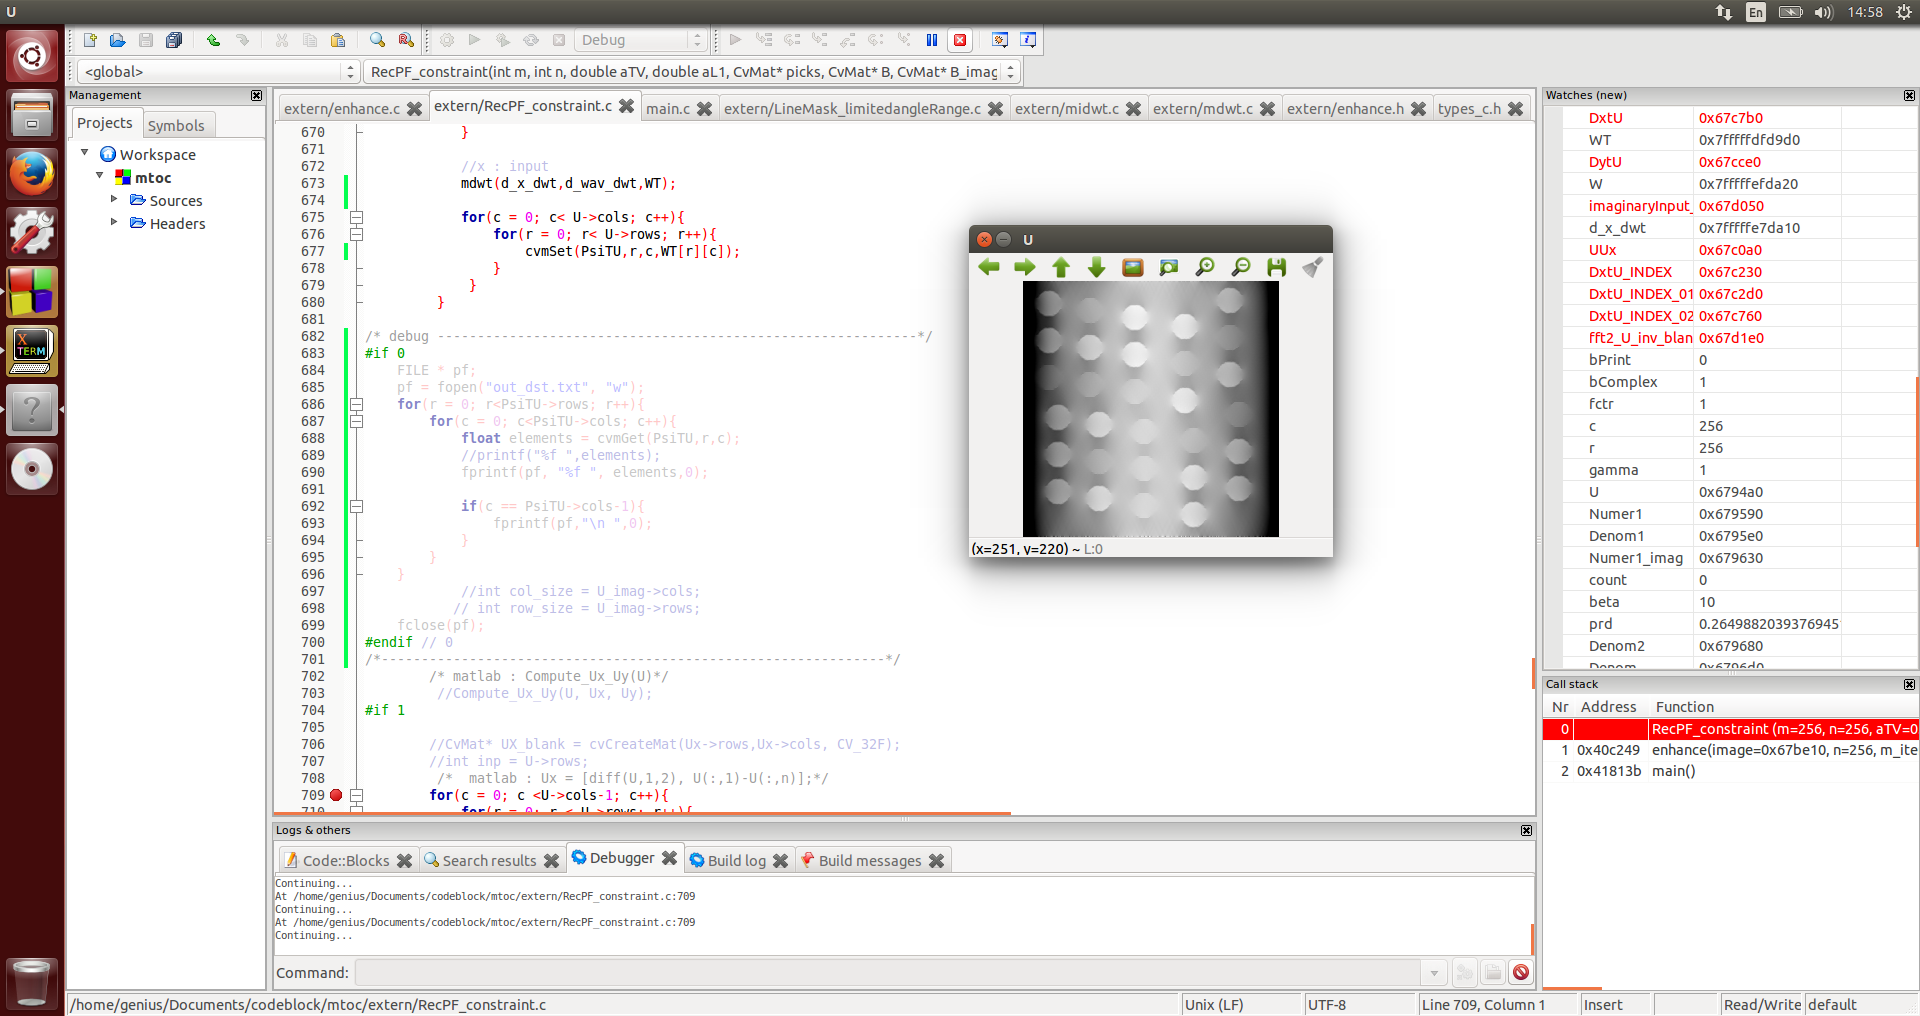 U
En
14:58
Debug
<global>
RecPF_constraint(int m, int n, double aTV, double aL1, CvMat* picks, CvMat* B, CvMat* B_imag
Management
Projects
Symbols
Workspace
mtoc
Sources
Headers
extern/enhance.c
extern/RecPF_constraint.c
main.c
extern/LineMask_limitedangleRange.c
extern/midwt.c
extern/mdwt.c
extern/enhance.h
types_c.h
670 }
671
672 //x : input
673 mdwt(d_x_dwt,d_wav_dwt,WT);
674
675 for(c = 0; c< U->cols; c++){
676 for(r = 0; r< U->rows; r++){
677 cvmSet(PsiTU,r,c,WT[r][c]);
678 }
679 }
680 }
681
682 /* debug ------------------------------------------------------------*/
683 #if 0
684 FILE * pf;
685 pf = fopen("out_dst.txt", "w");
686 for(r = 0; r<PsiTU->rows; r++){
687 for(c = 0; c<PsiTU->cols; c++){
688 float elements = cvmGet(PsiTU,r,c);
689 //printf("%f ",elements);
690 fprintf(pf, "%f ", elements,0);
691
692 if(c == PsiTU->cols-1){
693 fprintf(pf,"\n ",0);
694 }
695 }
696 }
697 //int col_size = U_imag->cols;
698 // int row_size = U_imag->rows;
699 fclose(pf);
700 #endif // 0
701 /*---------------------------------------------------------------*/
702 /* matlab : Compute_Ux_Uy(U)*/
703 //Compute_Ux_Uy(U, Ux, Uy);
704 #if 1
705
706 //CvMat* UX_blank = cvCreateMat(Ux->rows,Ux->cols, CV_32F);
707 //int inp = U->rows;
708 /* matlab : Ux = [diff(U,1,2), U(:,1)-U(:,n)];*/
709 for(c = 0; c <U->cols-1; c++){
710 for(r = 0; r < U->rows; r++){
U
(x=251, y=220) ~ L:0
Watches (new)
DxtU 0x67c7b0
WT 0x7fffffdfd9d0
DytU 0x67cce0
W 0x7fffffefda20
imaginaryInput_ 0x67d050
d_x_dwt 0x7fffffe7da10
UUx 0x67c0a0
DxtU_INDEX 0x67c230
DxtU_INDEX_01 0x67c2d0
DxtU_INDEX_02 0x67c760
fft2_U_inv_blan 0x67d1e0
bPrint 0
bComplex 1
fctr 1
c 256
r 256
gamma 1
U 0x6794a0
Numer1 0x679590
Denom1 0x6795e0
Numer1_imag 0x679630
count 0
beta 10
prd 0.2649882039376945
Denom2 0x679680
Denom 0x6796d0
Call stack
Nr Address Function
0 RecPF_constraint (m=256, n=256, aTV=0
1 0x40c249 enhance(image=0x67be10, n=256, m_ite
2 0x41813b main()
Logs & others
Code::Blocks
Search results
Debugger
Build log
Build messages
Continuing...
At /home/genius/Documents/codeblock/mtoc/extern/RecPF_constraint.c:709
Continuing...
At /home/genius/Documents/codeblock/mtoc/extern/RecPF_constraint.c:709
Continuing...
Command:
/home/genius/Documents/codeblock/mtoc/extern/RecPF_constraint.c
Unix (LF)
UTF-8
Line 709, Column 1
Insert
Read/Write
default
X
TERM